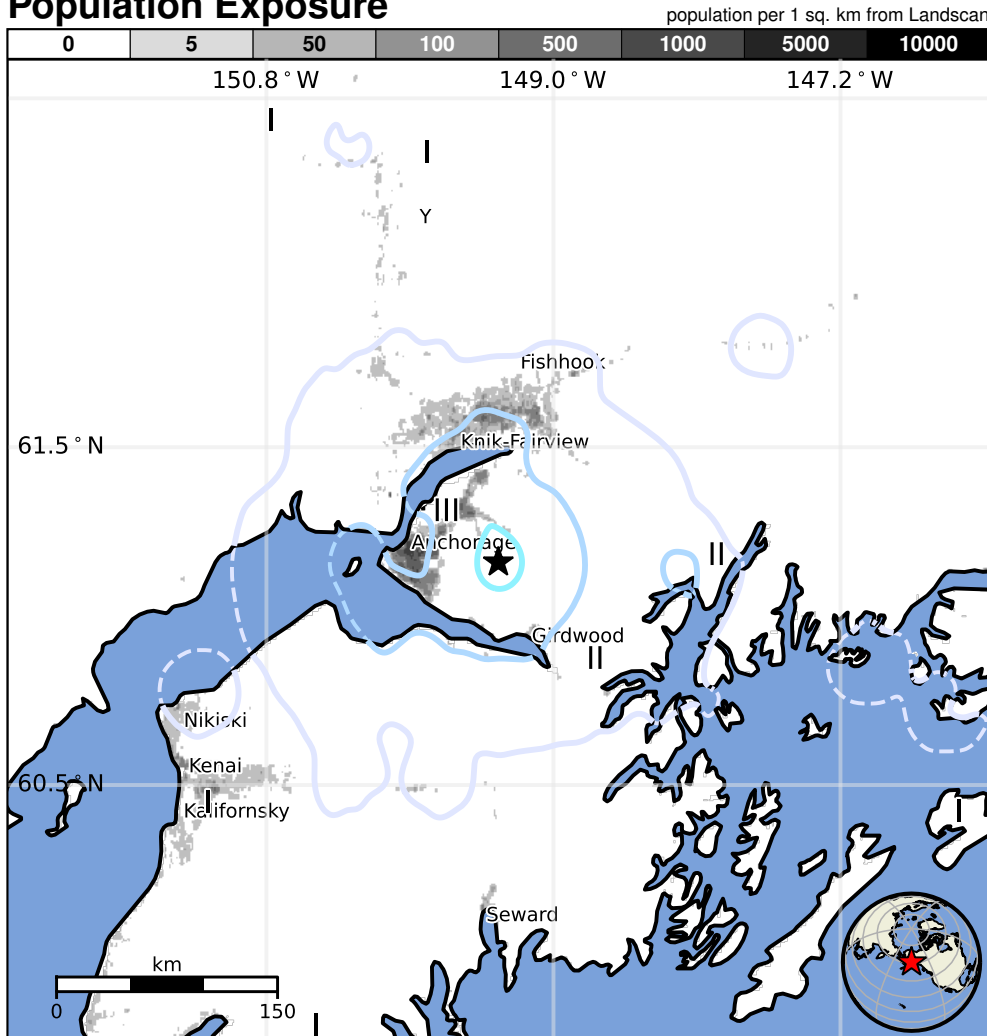 Population Exposure
population per 1 sq. km from Landscan
0 5 50 100 500 1000 5000 10000
150.8°W 149.0°W 147.2°W
I
I
Y
Fishhook
61.5°N
Knik-Fairview
III
Anchorage
II
Girdwood
II
Nikiski
Kenai
60.5°N
I
Kalifornsky
I
Seward
km
0 150
I